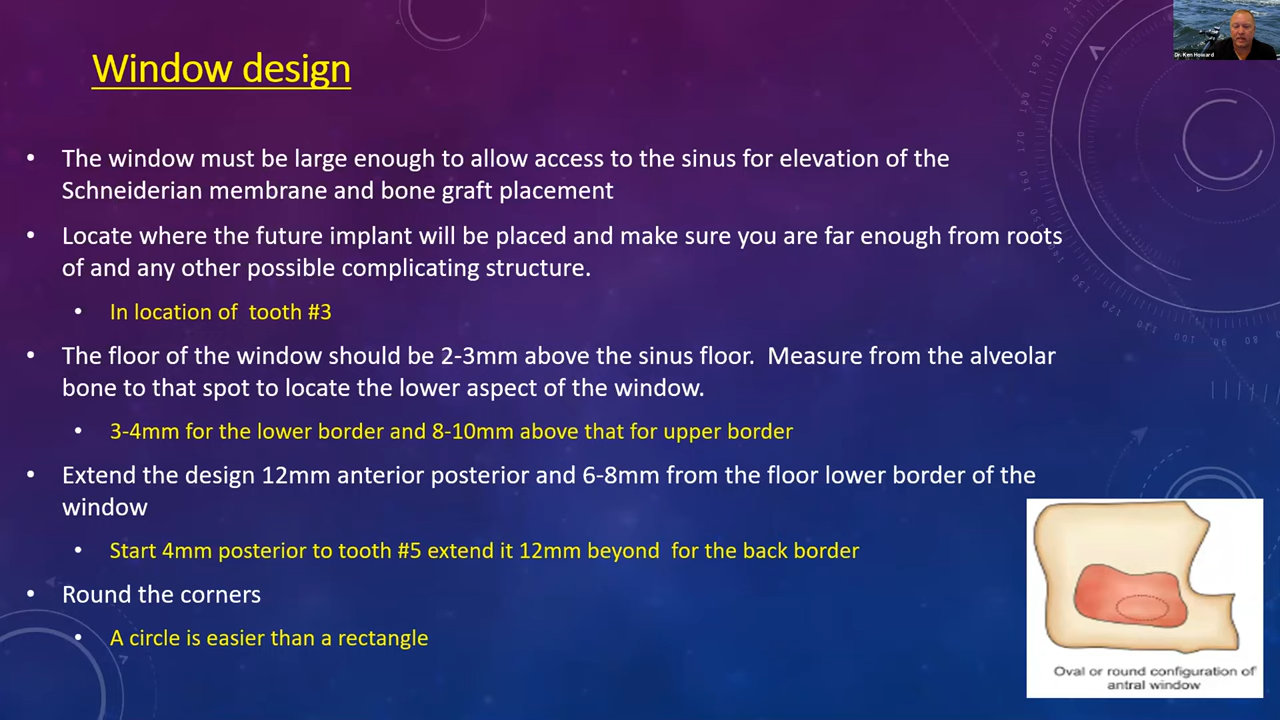 Window design
Dr. Ken Howard
• The window must be large enough to allow access to the sinus for elevation of the
Schneiderian membrane and bone graft placement
• Locate where the future implant will be placed and make sure you are far enough from roots
of and any other possible complicating structure.
• In location of  tooth #3
• The floor of the window should be 2-3mm above the sinus floor.  Measure from the alveolar
bone to that spot to locate the lower aspect of the window.
• 3-4mm for the lower border and 8-10mm above that for upper border
• Extend the design 12mm anterior posterior and 6-8mm from the floor lower border of the
window
• Start 4mm posterior to tooth #5 extend it 12mm beyond  for the back border
• Round the corners
• A circle is easier than a rectangle
Oval or round configuration of
antral window